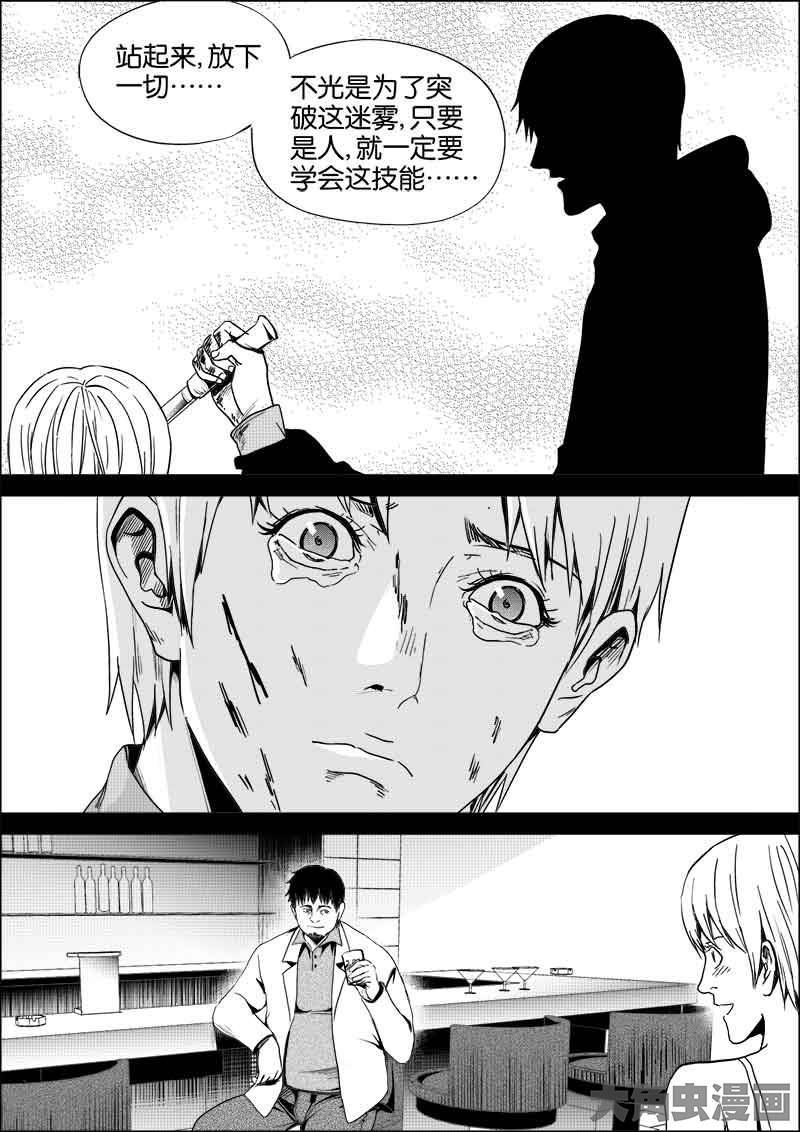 站起来，放下
一切……
不光是为了突
破这迷雾，只要
是人，就一定要
学会这技能……
大角虫漫画